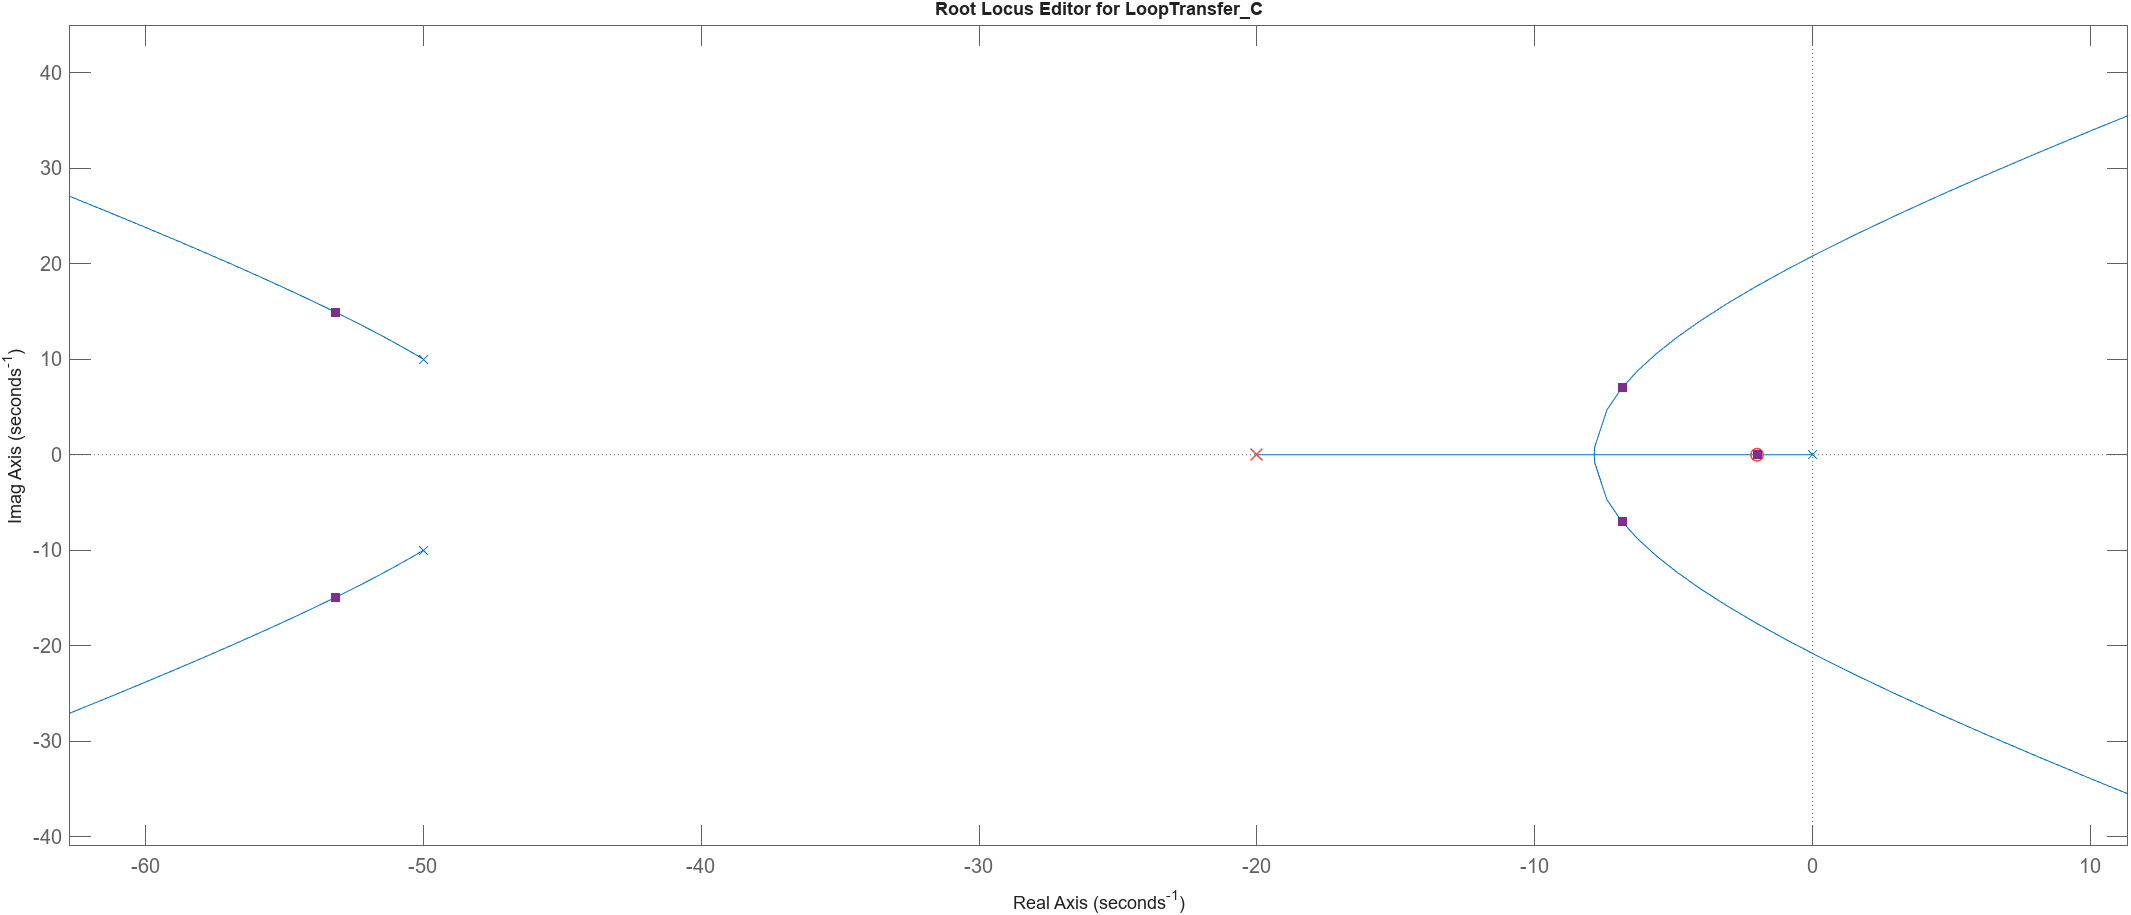 Root Locus Editor for LoopTransfer_C
40
30
20
10
0
-10
-20
-30
-40
Imag Axis (seconds⁻¹)
-60 -50 -40 -30 -20 -10 0 10
Real Axis (seconds⁻¹)